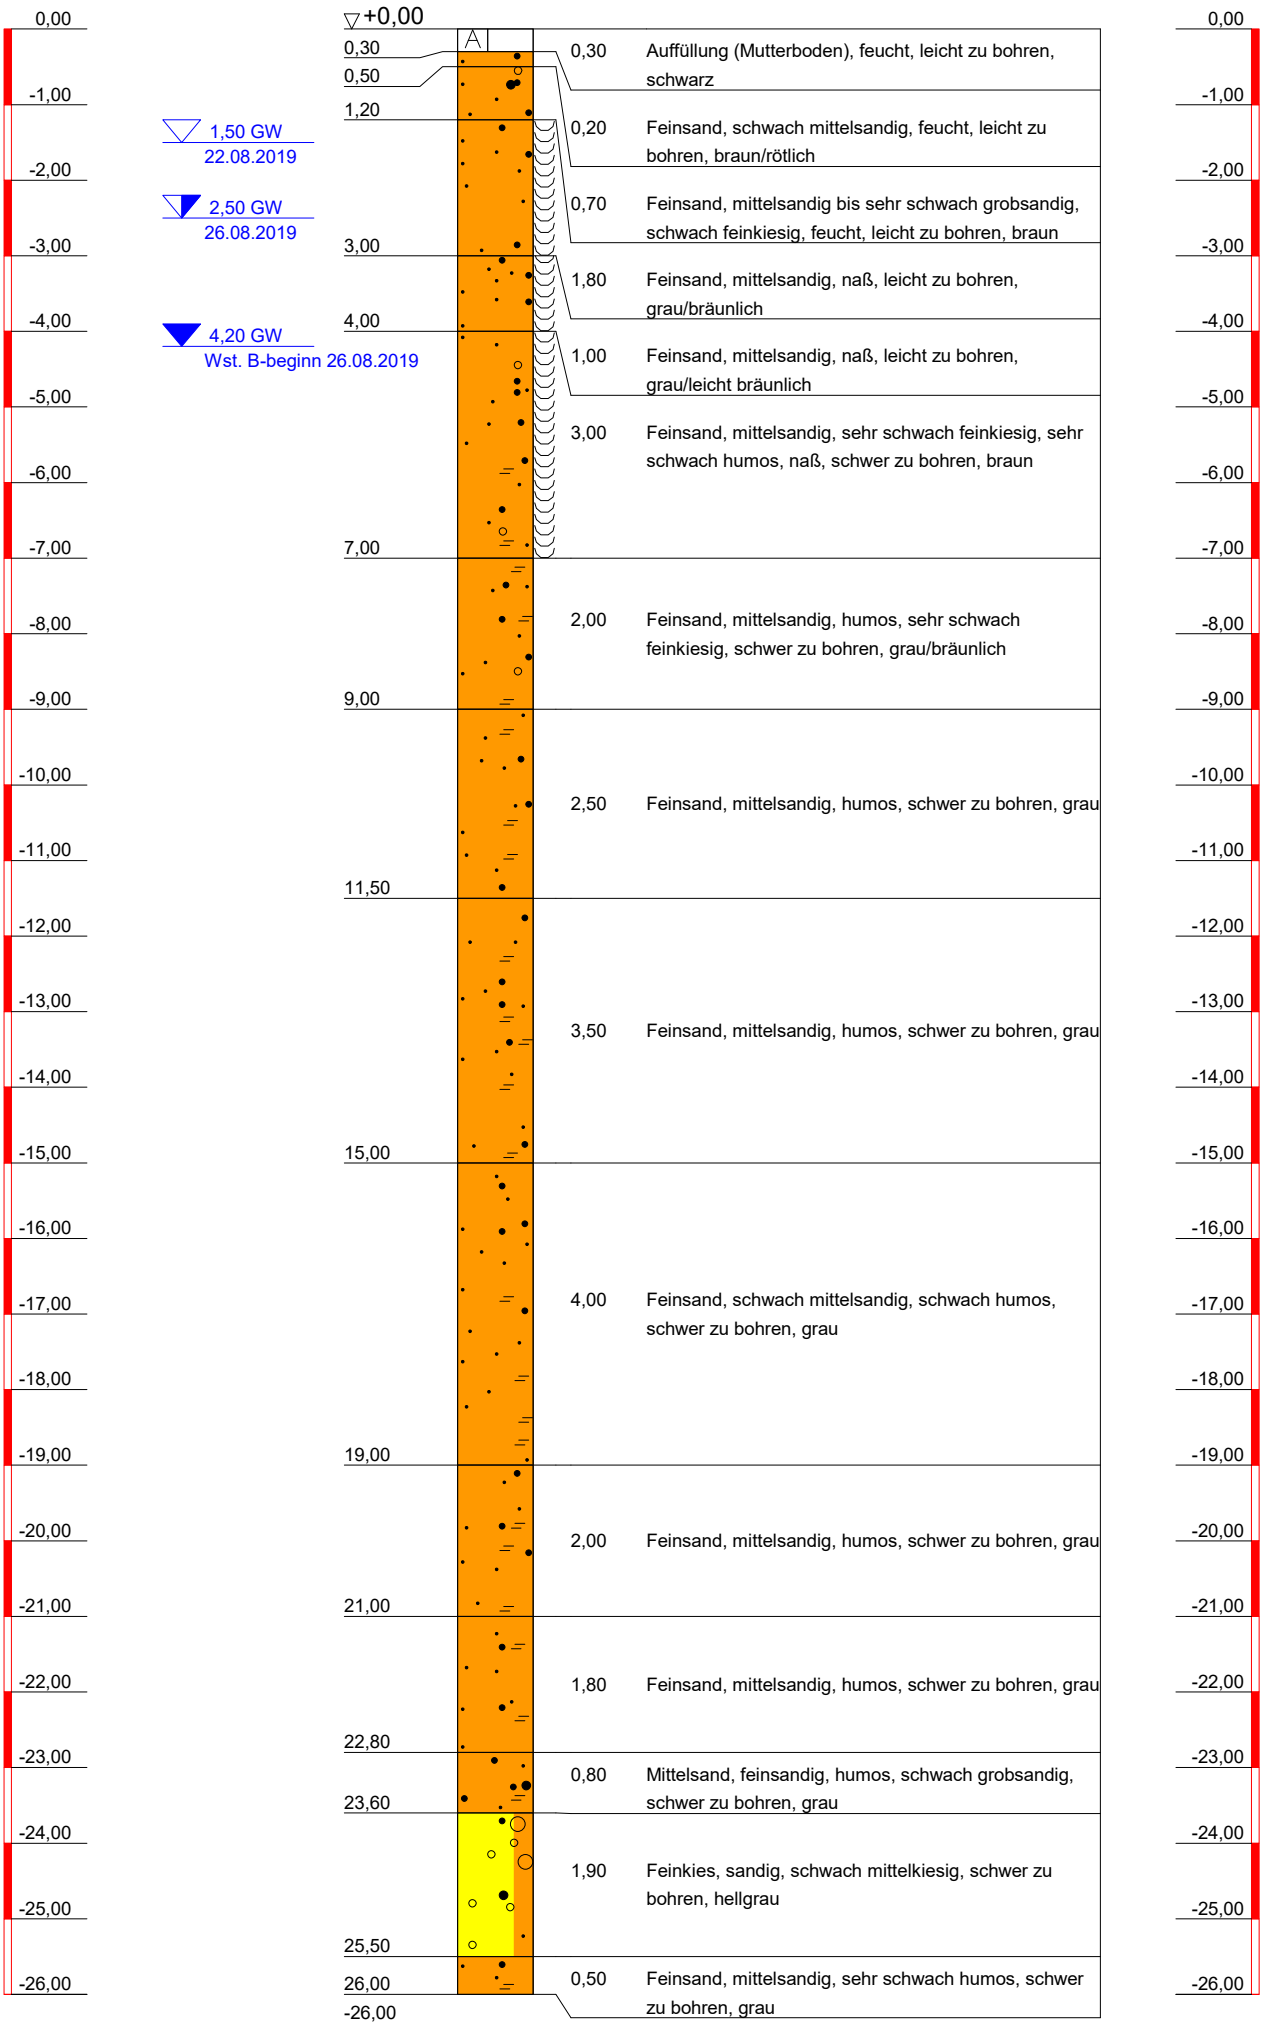 0,00
-1,00
-2,00
-3,00
-4,00
-5,00
-6,00
-7,00
-8,00
-9,00
-10,00
-11,00
-12,00
-13,00
-14,00
-15,00
-16,00
-17,00
-18,00
-19,00
-20,00
-21,00
-22,00
-23,00
-24,00
-25,00
-26,00
1,50 GW
22.08.2019
2,50 GW
26.08.2019
4,20 GW
Wst. B-beginn 26.08.2019
+0,00
A
0,30
0,50
1,20
3,00
4,00
7,00
9,00
11,50
15,00
19,00
21,00
22,80
23,60
25,50
26,00
-26,00
0,30 Auffüllung (Mutterboden), feucht, leicht zu bohren,
schwarz
0,20 Feinsand, schwach mittelsandig, feucht, leicht zu
bohren, braun/rötlich
0,70 Feinsand, mittelsandig bis sehr schwach grobsandig,
schwach feinkiesig, feucht, leicht zu bohren, braun
1,80 Feinsand, mittelsandig, naß, leicht zu bohren,
grau/bräunlich
1,00 Feinsand, mittelsandig, naß, leicht zu bohren,
grau/leicht bräunlich
3,00 Feinsand, mittelsandig, sehr schwach feinkiesig, sehr
schwach humos, naß, schwer zu bohren, braun
2,00 Feinsand, mittelsandig, humos, sehr schwach
feinkiesig, schwer zu bohren, grau/bräunlich
2,50 Feinsand, mittelsandig, humos, schwer zu bohren, grau
3,50 Feinsand, mittelsandig, humos, schwer zu bohren, grau
4,00 Feinsand, schwach mittelsandig, schwach humos,
schwer zu bohren, grau
2,00 Feinsand, mittelsandig, humos, schwer zu bohren, grau
1,80 Feinsand, mittelsandig, humos, schwer zu bohren, grau
0,80 Mittelsand, feinsandig, humos, schwach grobsandig,
schwer zu bohren, grau
1,90 Feinkies, sandig, schwach mittelkiesig, schwer zu
bohren, hellgrau
0,50 Feinsand, mittelsandig, sehr schwach humos, schwer
zu bohren, grau
0,00
-1,00
-2,00
-3,00
-4,00
-5,00
-6,00
-7,00
-8,00
-9,00
-10,00
-11,00
-12,00
-13,00
-14,00
-15,00
-16,00
-17,00
-18,00
-19,00
-20,00
-21,00
-22,00
-23,00
-24,00
-25,00
-26,00